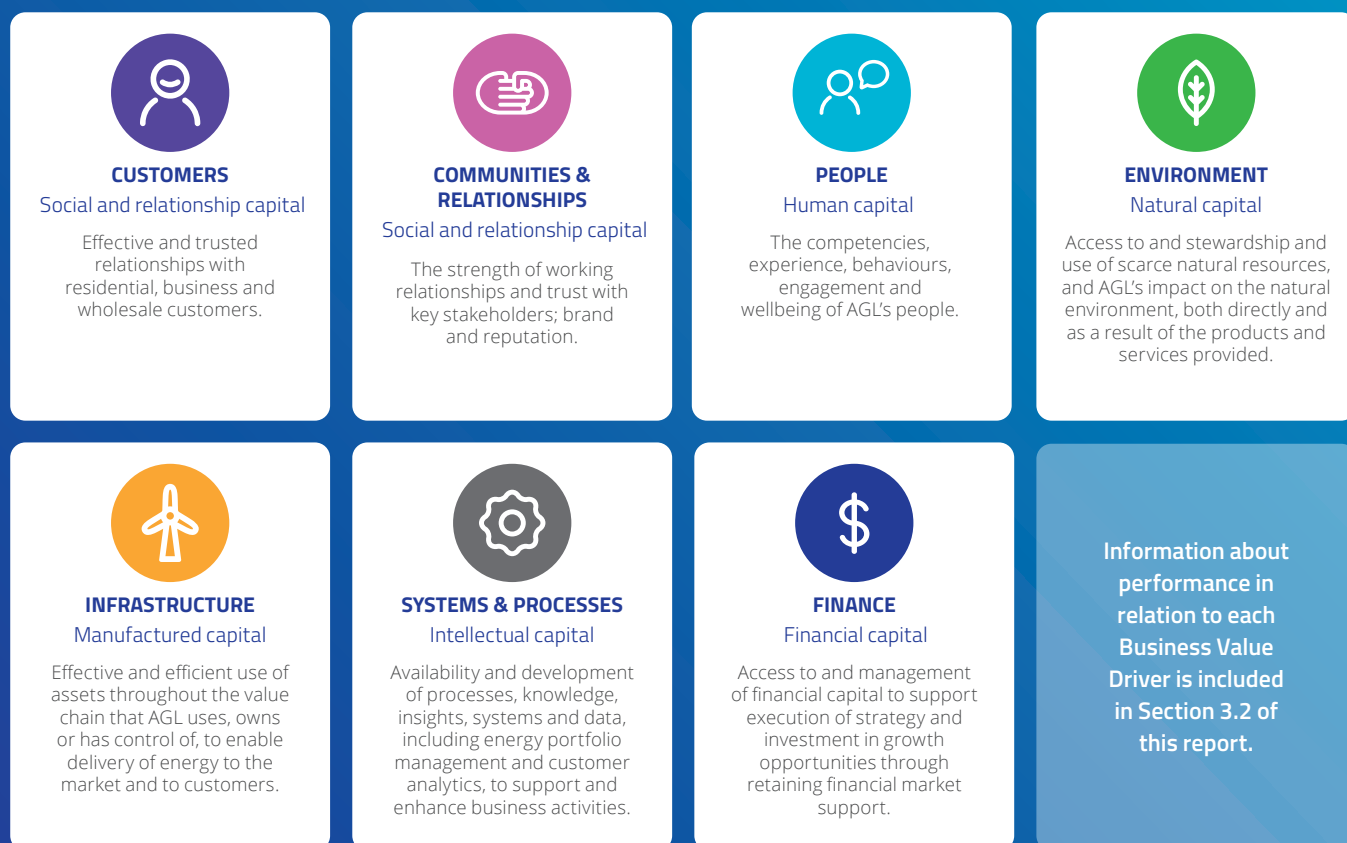 CUSTOMERS
Social and relationship capital
Effective and trusted
relationships with
residential, business and
wholesale customers.
COMMUNITIES &
RELATIONSHIPS
Social and relationship capital
The strength of working
relationships and trust with
key stakeholders; brand
and reputation.
PEOPLE
Human capital
The competencies,
experience, behaviours,
engagement and
wellbeing of AGL's people.
ENVIRONMENT
Natural capital
Access to and stewardship and
use of scarce natural resources,
and AGL's impact on the natural
environment, both directly and
as a result of the products and
services provided.
INFRASTRUCTURE
Manufactured capital
Effective and efficient use of
assets throughout the value
chain that AGL uses, owns
or has control of, to enable
delivery of energy to the
market and to customers.
SYSTEMS & PROCESSES
Intellectual capital
Availability and development
of processes, knowledge,
insights, systems and data,
including energy portfolio
management and customer
analytics, to support and
enhance business activities.
$
FINANCE
Financial capital
Access to and management
of financial capital to support
execution of strategy and
investment in growth
opportunities through
retaining financial market
support.
Information about
performance in
relation to each
Business Value
Driver is included
in Section 3.2 of
this report.